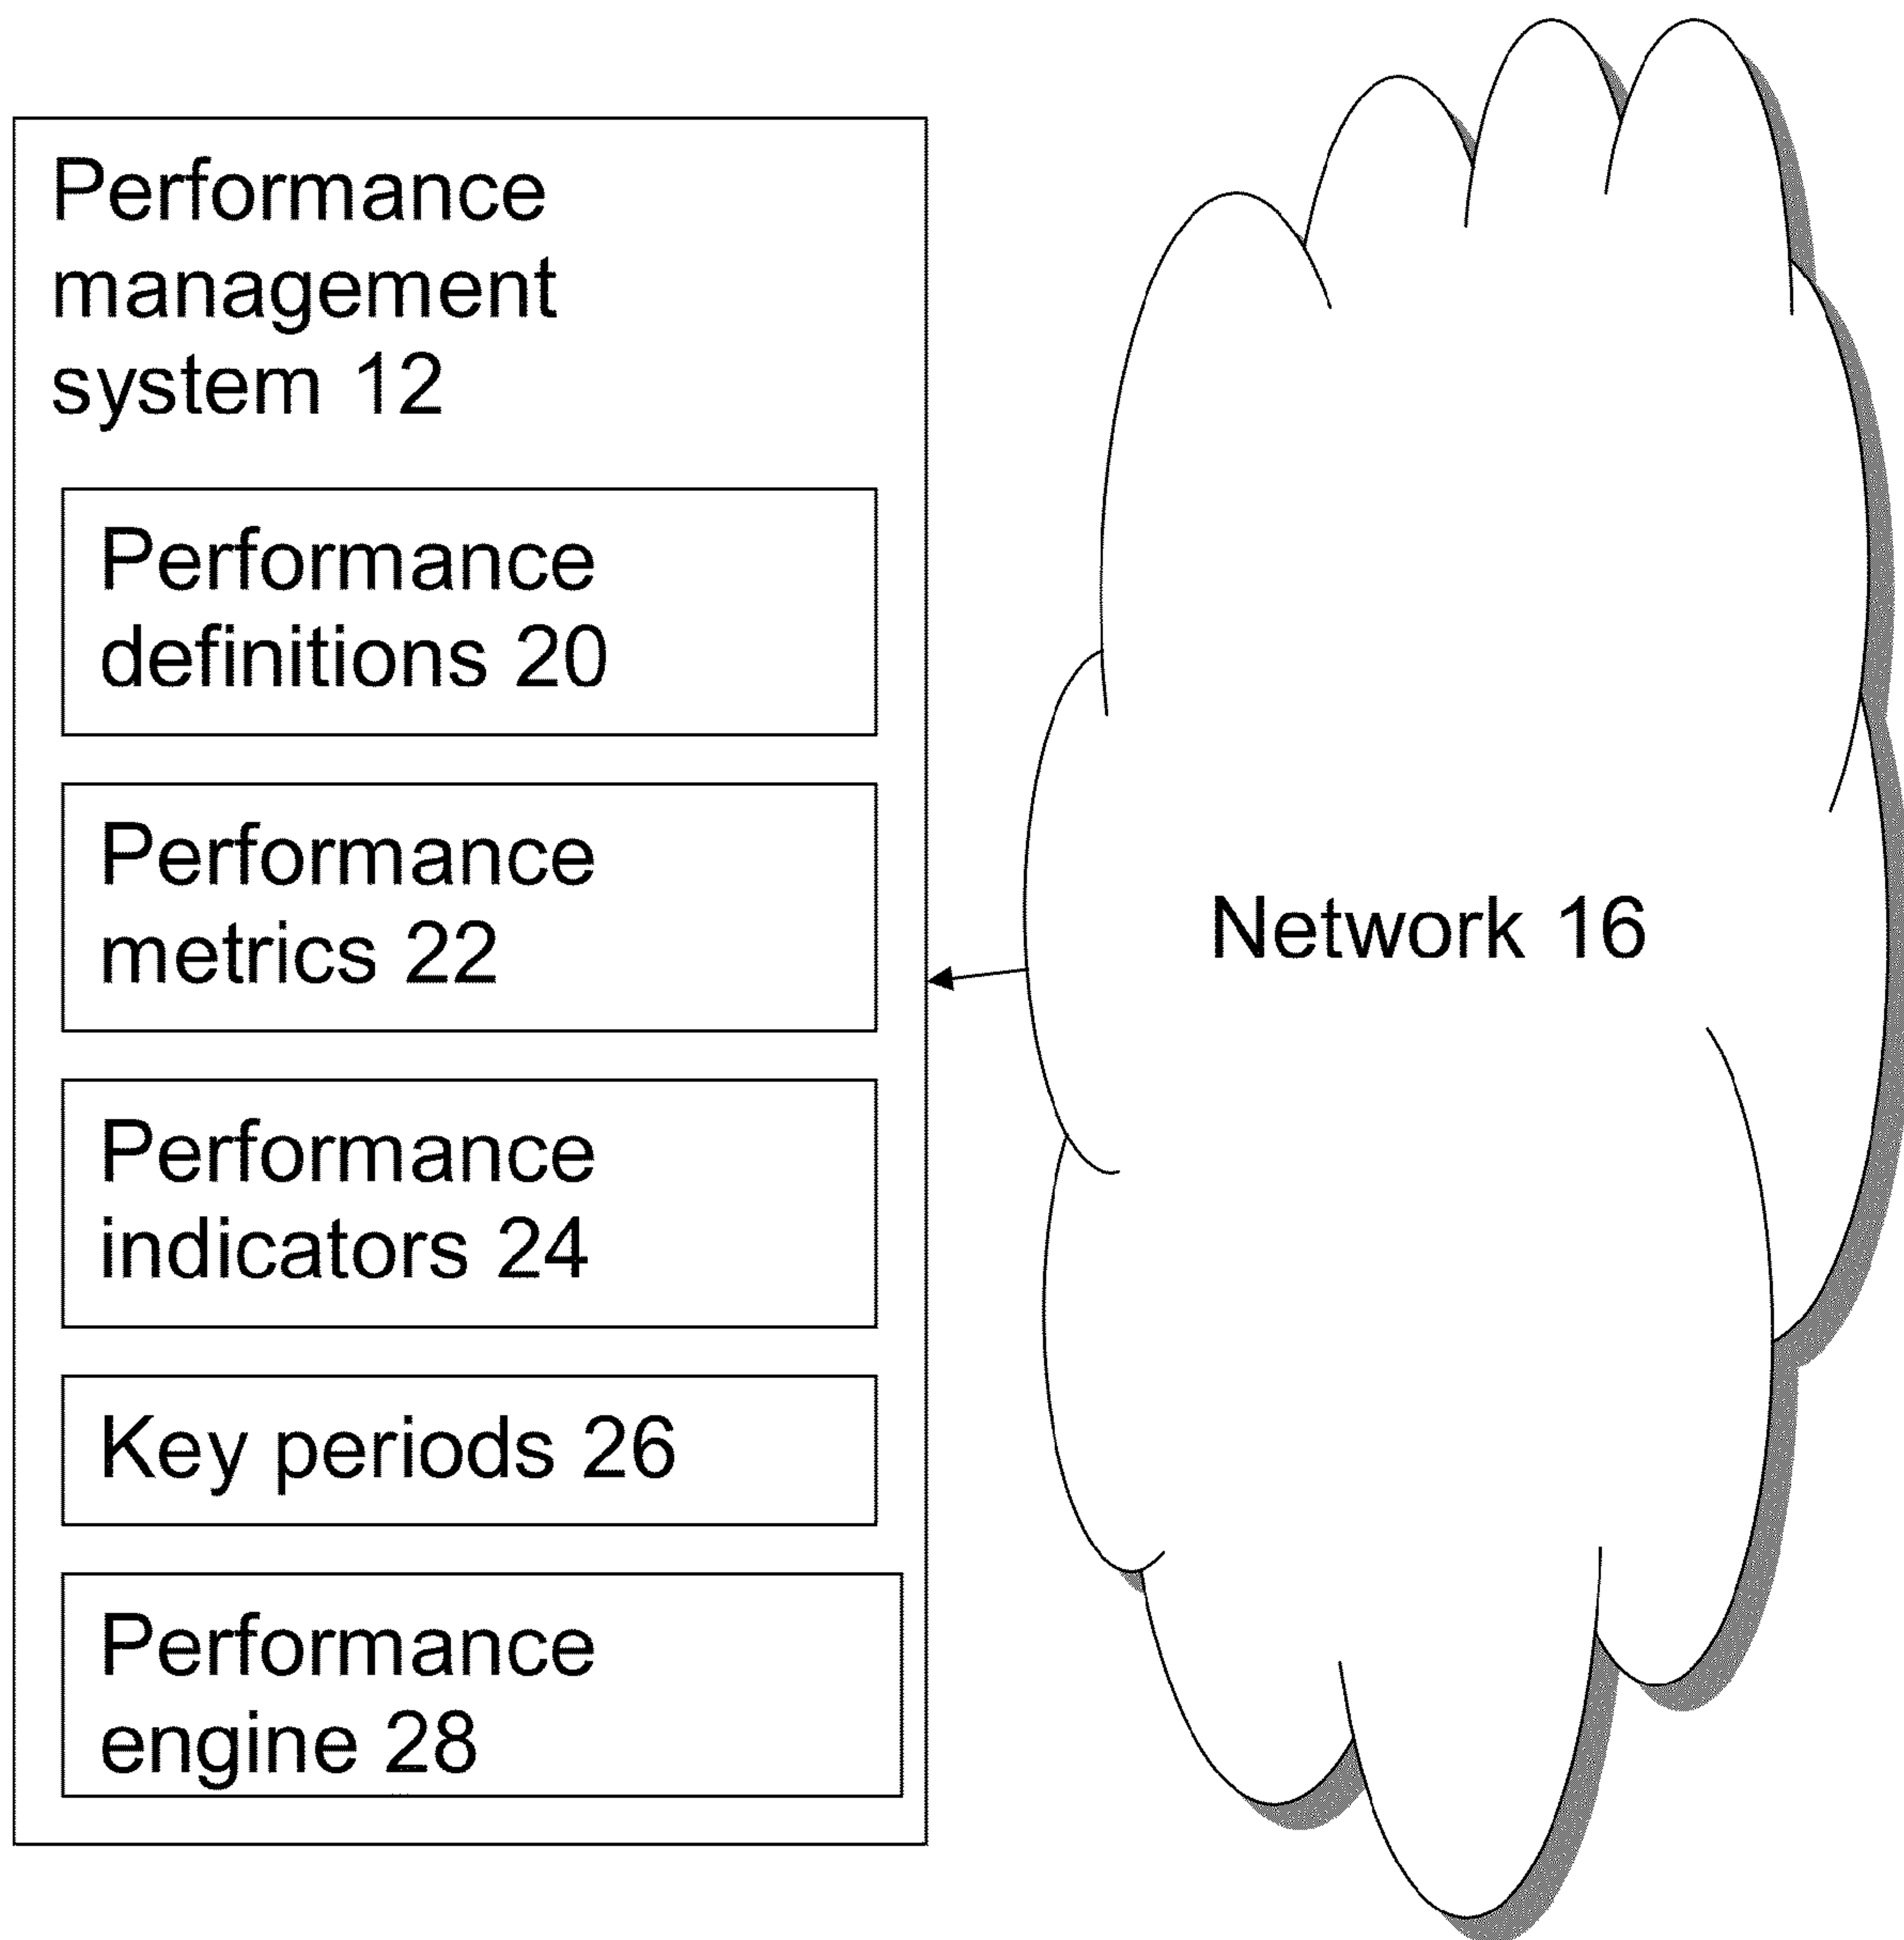 Performance
management
system 12
Performance
definitions 20
Performance
metrics 22
Performance
indicators 24
Key periods 26
Performance
engine 28
Network 16